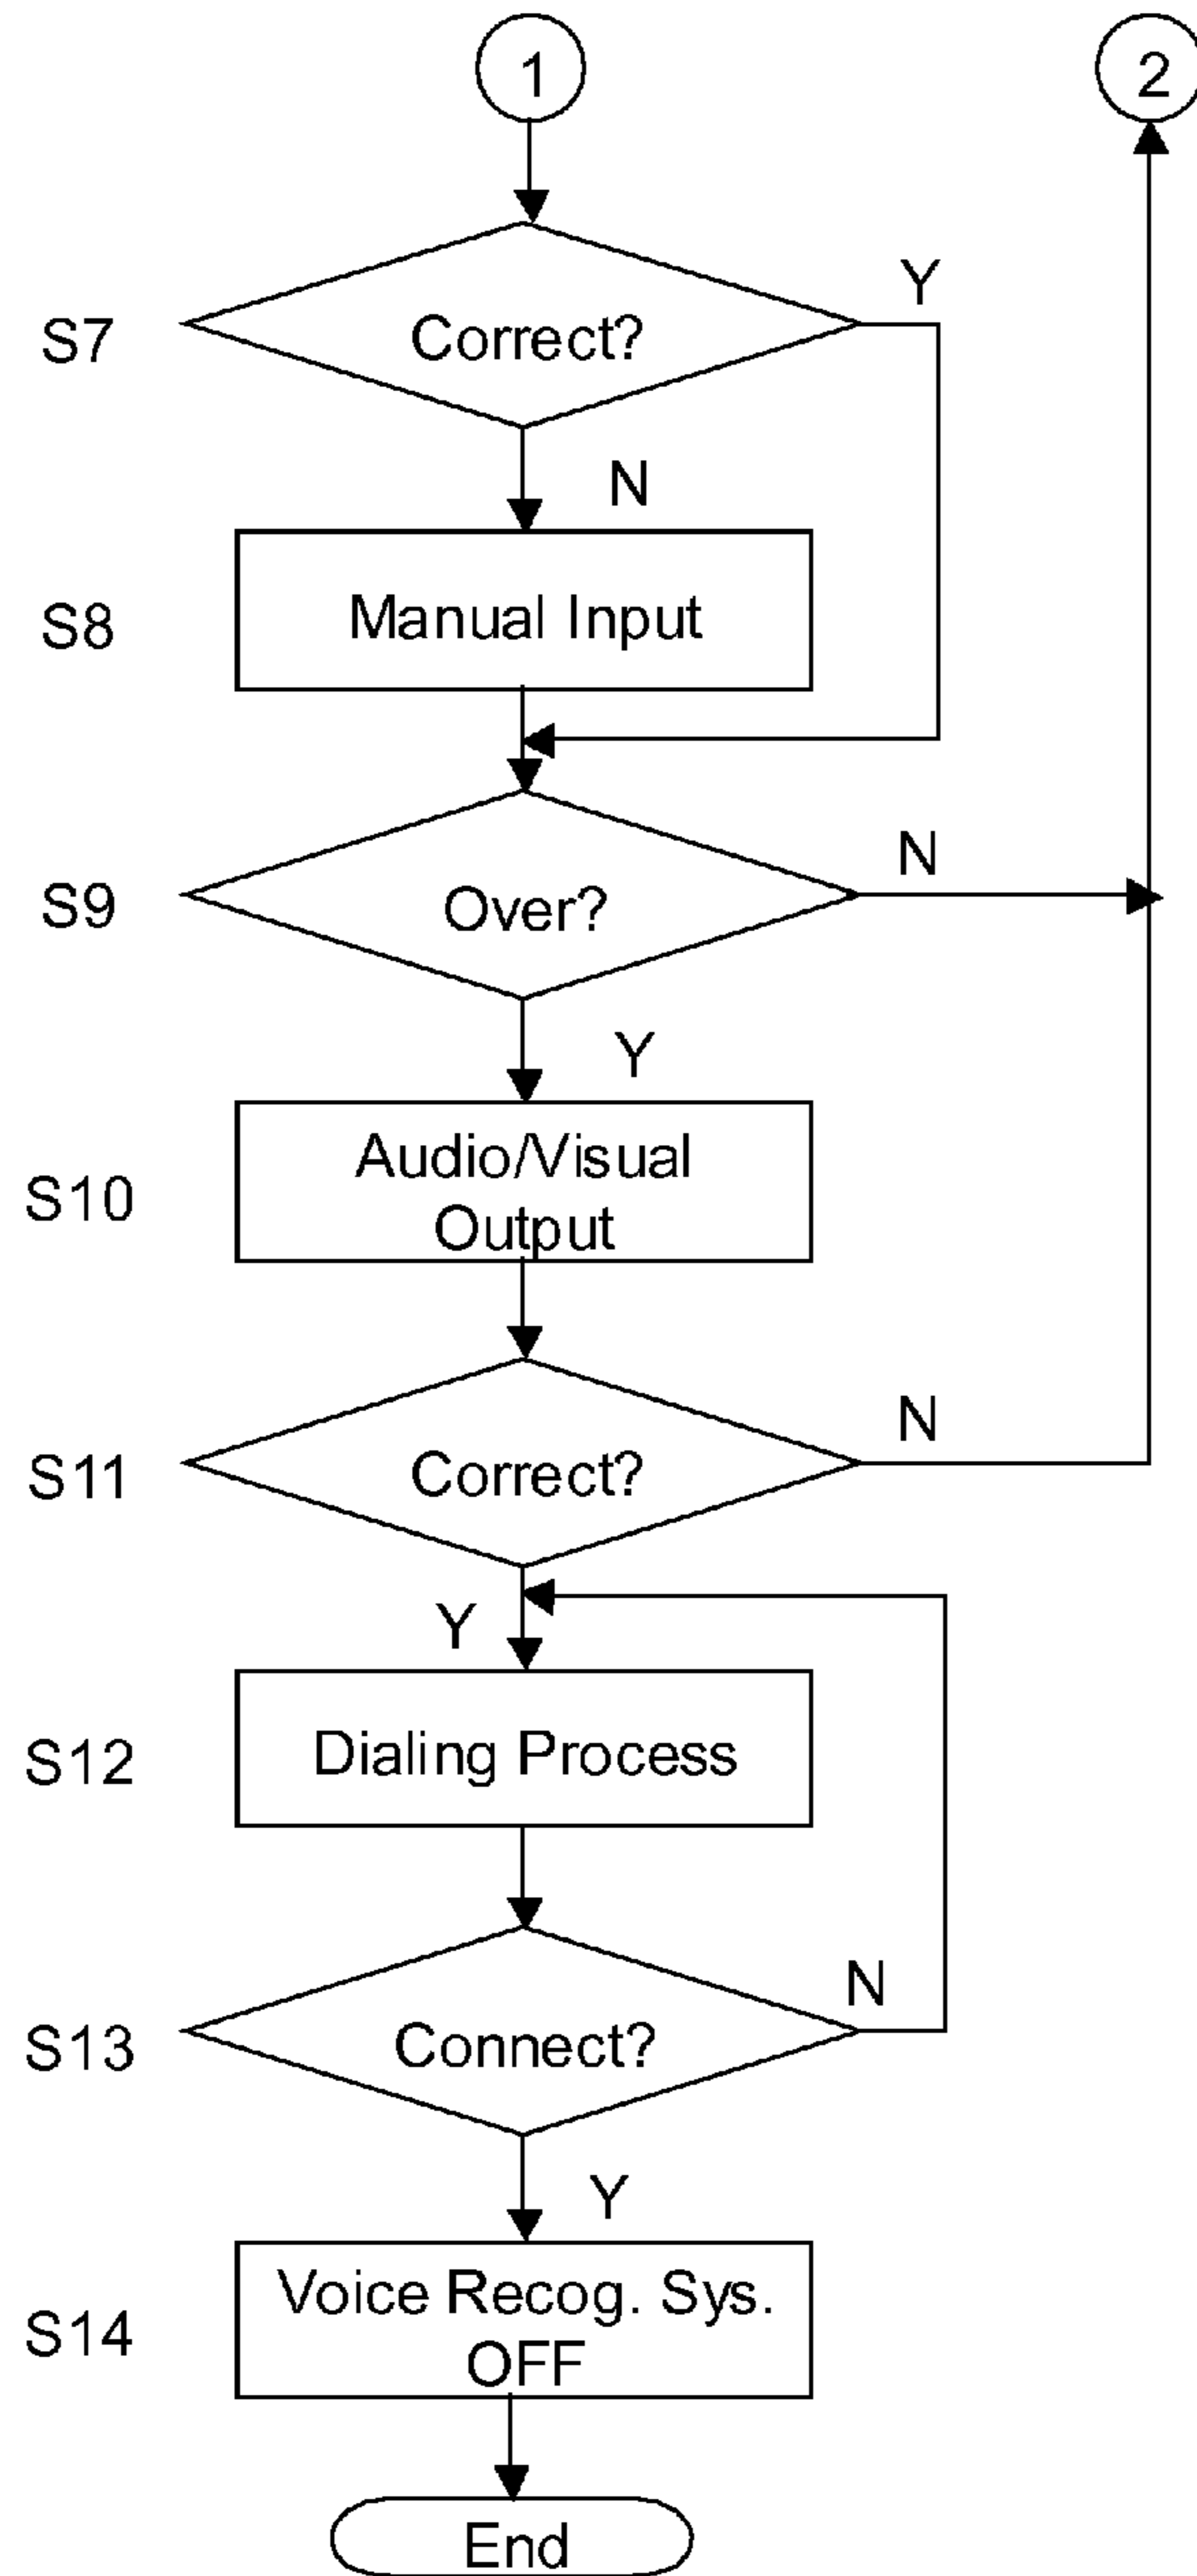 1
2
S7
Correct?
Y
N
S8
Manual Input
S9
Over?
N
Y
S10
Audio/Visual
Output
S11
Correct?
N
Y
S12
Dialing Process
S13
Connect?
N
Y
S14
Voice Recog. Sys.
OFF
End